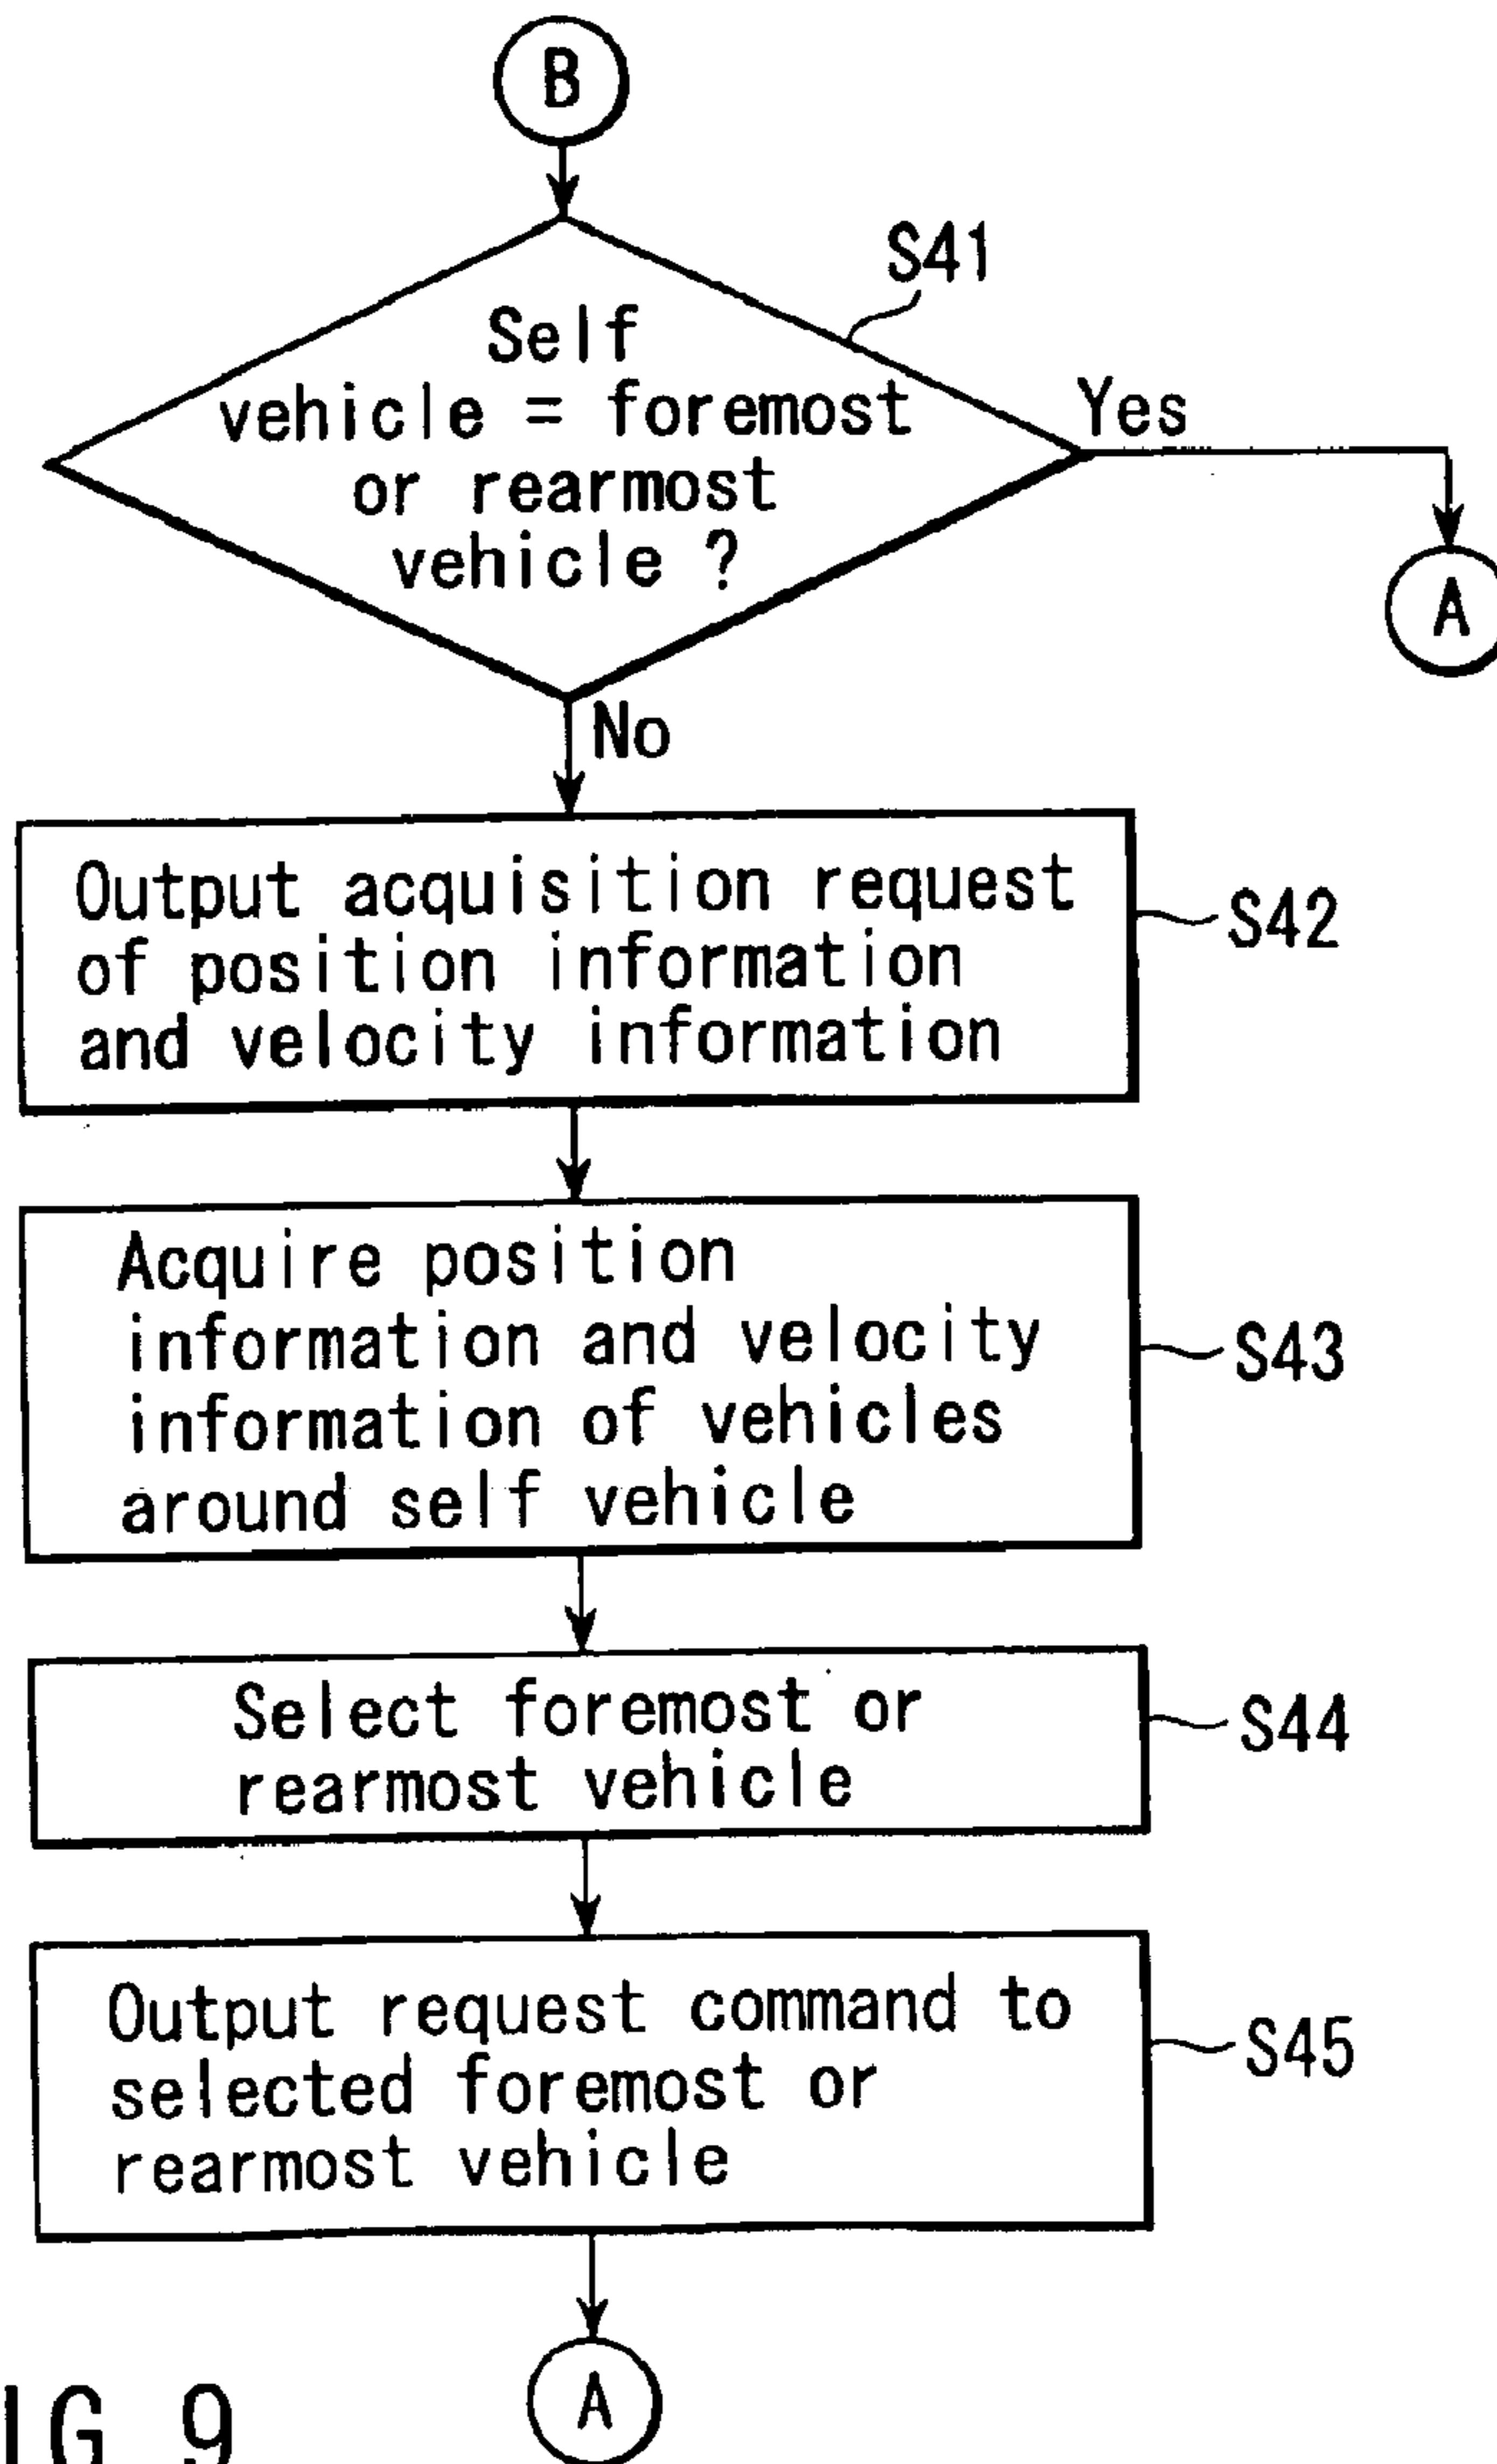 B
S41
Self
vehicle = foremost
or rearmost
vehicle ?
Yes
A
No
Output acquisition request
of position information
and velocity information
S42
Acquire position
information and velocity
information of vehicles
around self vehicle
S43
Select foremost or
rearmost vehicle
S44
Output request command to
selected foremost or
rearmost vehicle
S45
A
IG 9